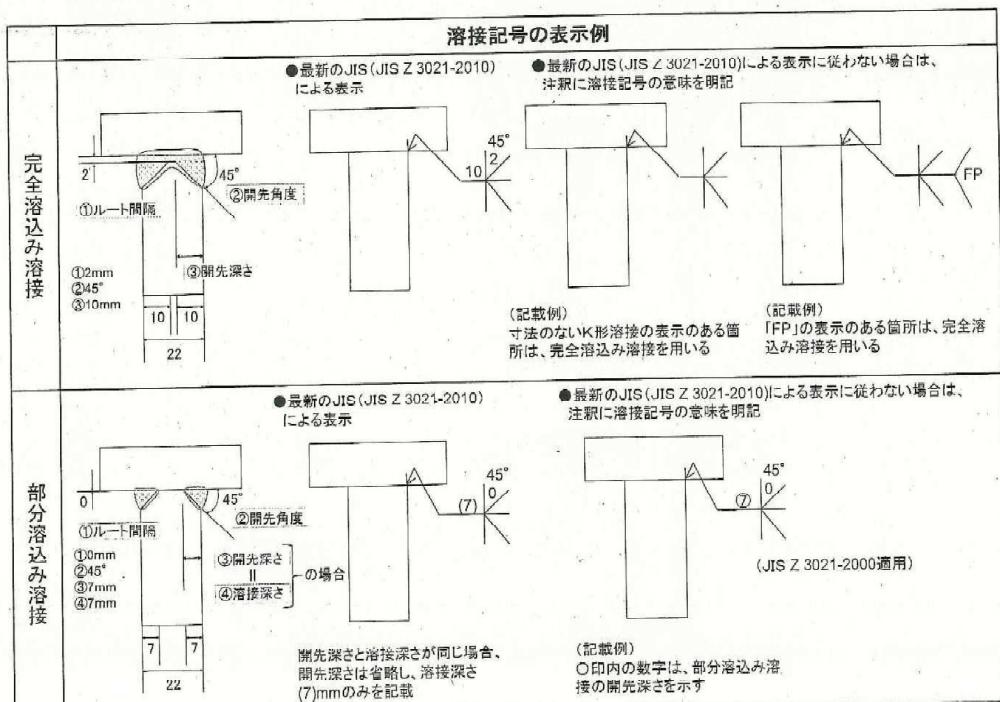 溶接記号の表示例
完全溶込み溶接
2
45°
②開先角度
①ルート間隔
③開先深さ
①2mm
②45°
③10mm
10 10
22
●最新のJIS(JIS Z 3021-2010)
による表示
45°
2
10
●最新のJIS(JIS Z 3021-2010)による表示に従わない場合は、
注釈に溶接記号の意味を明記
(記載例)
寸法のないK形溶接の表示のある箇
所は、完全溶込み溶接を用いる
FP
(記載例)
「FP」の表示のある箇所は、完全溶
込み溶接を用いる
部分溶込み溶接
0
45°
②開先角度
①ルート間隔
①0mm
②45°
③7mm
④7mm
③開先深さ
||
④溶接深さ
の場合
7 7
22
●最新のJIS(JIS Z 3021-2010)
による表示
45°
0
(7)
開先深さと溶接深さが同じ場合、
開先深さは省略し、溶接深さ
(7)mmのみを記載
●最新のJIS(JIS Z 3021-2010)による表示に従わない場合は、
注釈に溶接記号の意味を明記
45°
0
⑦
(JIS Z 3021-2000適用)
(記載例)
○印内の数字は、部分溶込み溶
接の開先深さを示す